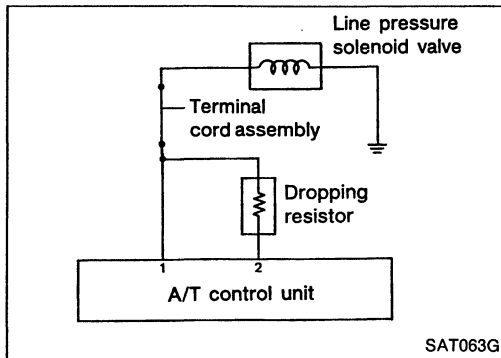 Line pressure
solenoid valve
Terminal
cord assembly
Dropping
resistor
1 2
A/T control unit
SAT063G